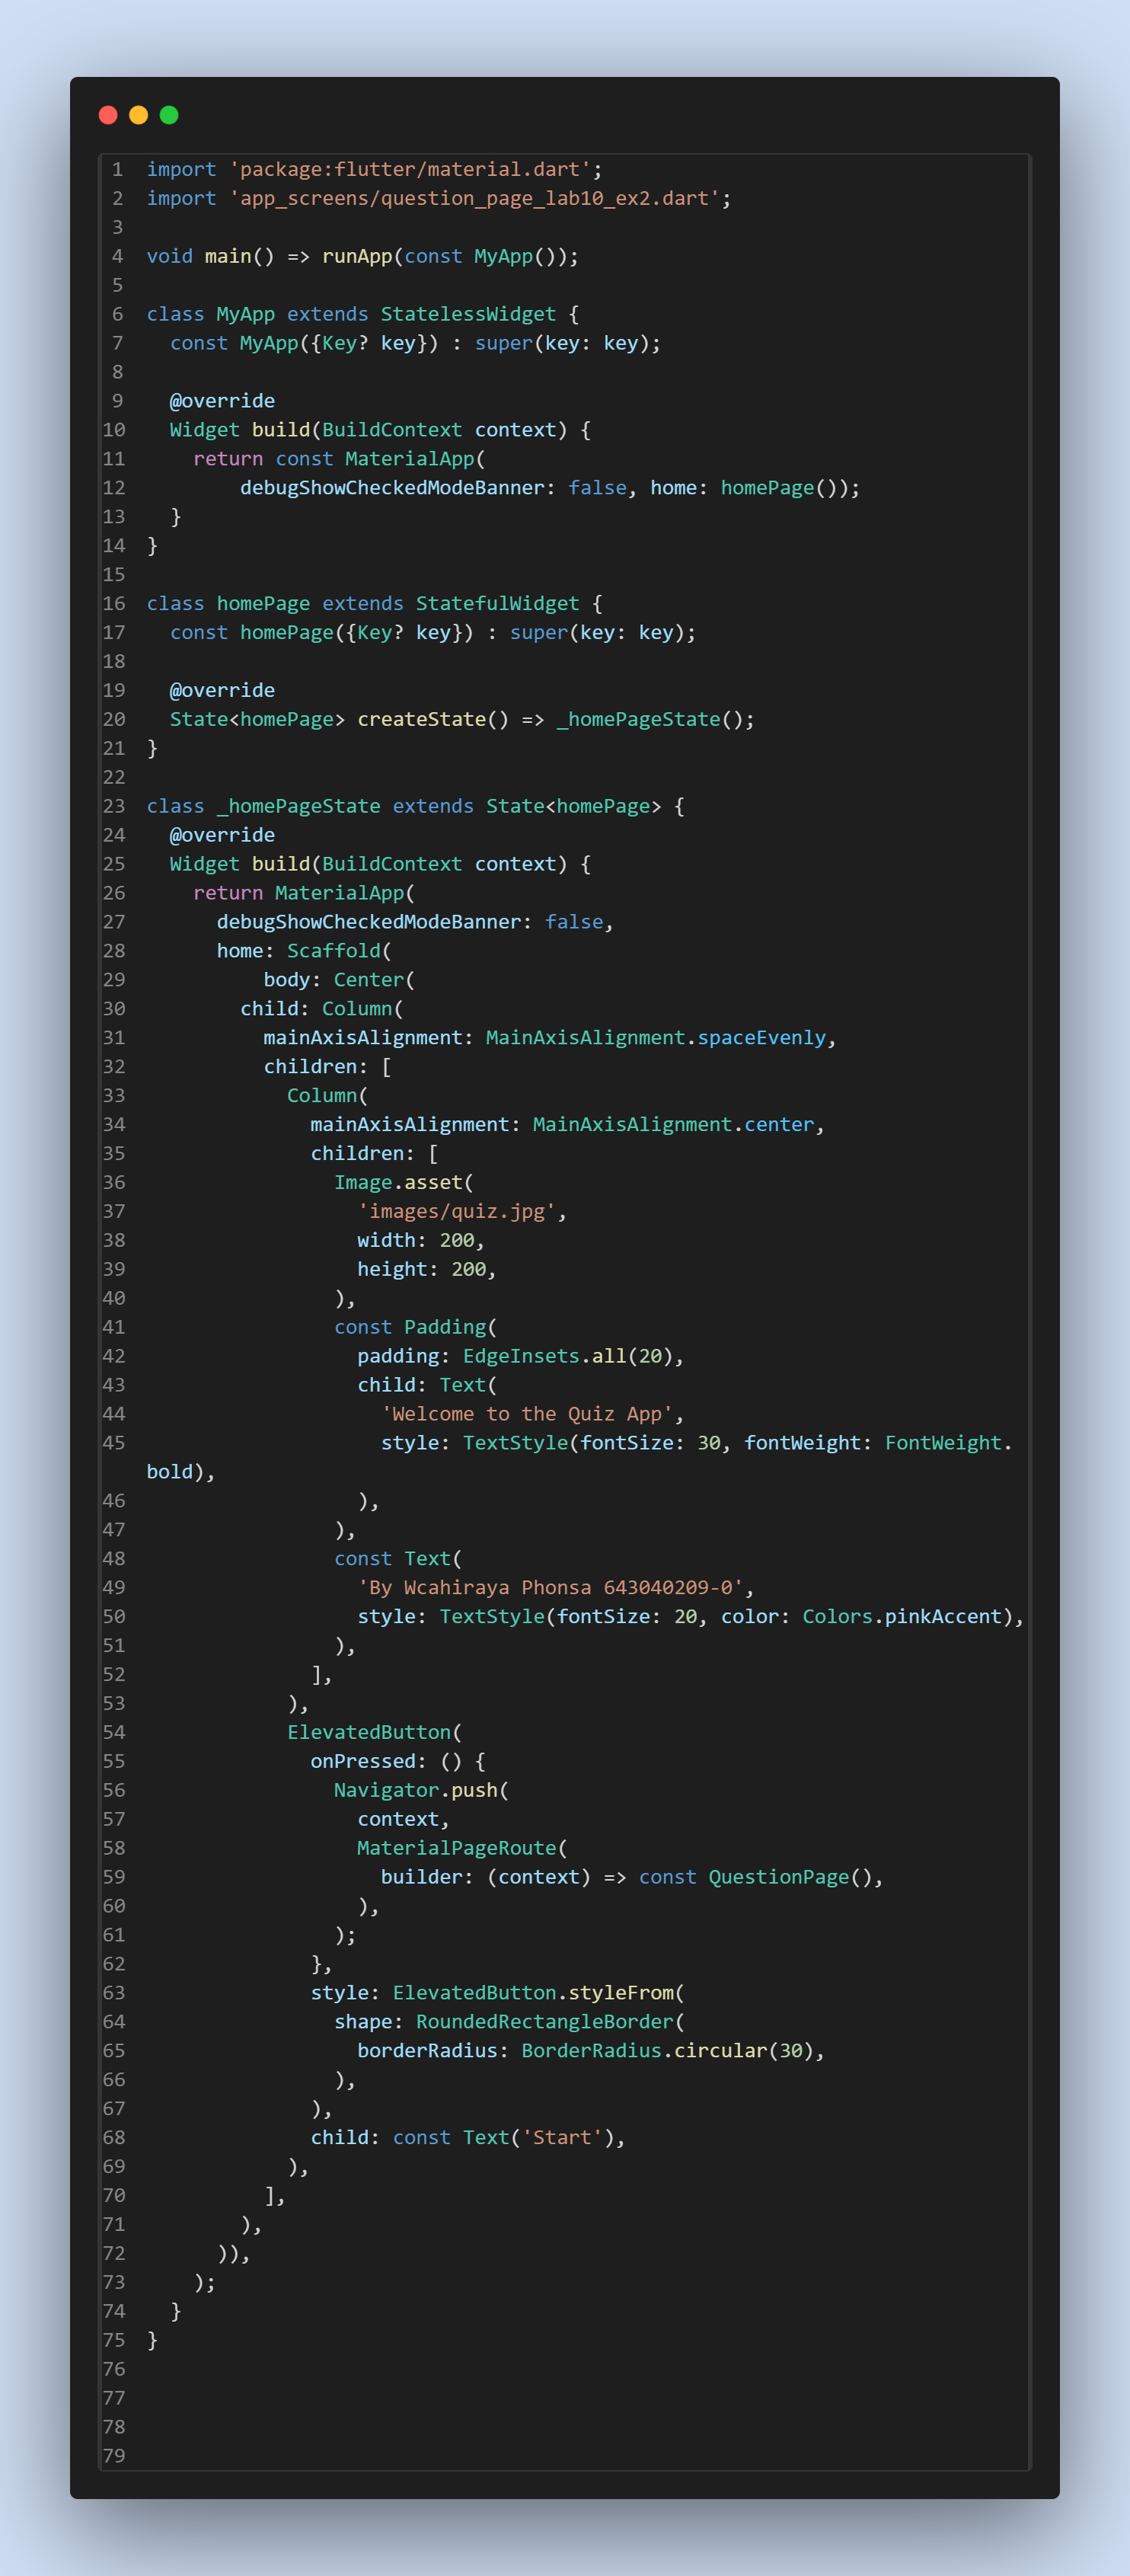 1 import 'package:flutter/material.dart';
2 import 'app_screens/question_page_lab10_ex2.dart';
3
4 void main() => runApp(const MyApp());
5
6 class MyApp extends StatelessWidget {
7   const MyApp({Key? key}) : super(key: key);
8
9   @override
10   Widget build(BuildContext context) {
11     return const MaterialApp(
12         debugShowCheckedModeBanner: false, home: homePage());
13   }
14 }
15
16 class homePage extends StatefulWidget {
17   const homePage({Key? key}) : super(key: key);
18
19   @override
20   State<homePage> createState() => _homePageState();
21 }
22
23 class _homePageState extends State<homePage> {
24   @override
25   Widget build(BuildContext context) {
26     return MaterialApp(
27       debugShowCheckedModeBanner: false,
28       home: Scaffold(
29           body: Center(
30         child: Column(
31           mainAxisAlignment: MainAxisAlignment.spaceEvenly,
32           children: [
33             Column(
34               mainAxisAlignment: MainAxisAlignment.center,
35               children: [
36                 Image.asset(
37                   'images/quiz.jpg',
38                   width: 200,
39                   height: 200,
40                 ),
41                 const Padding(
42                   padding: EdgeInsets.all(20),
43                   child: Text(
44                     'Welcome to the Quiz App',
45                     style: TextStyle(fontSize: 30, fontWeight: FontWeight.
bold),
46                   ),
47                 ),
48                 const Text(
49                   'By Wcahiraya Phonsa 643040209-0',
50                   style: TextStyle(fontSize: 20, color: Colors.pinkAccent),
51                 ),
52               ],
53             ),
54             ElevatedButton(
55               onPressed: () {
56                 Navigator.push(
57                   context,
58                   MaterialPageRoute(
59                     builder: (context) => const QuestionPage(),
60                   ),
61                 );
62               },
63               style: ElevatedButton.styleFrom(
64                 shape: RoundedRectangleBorder(
65                   borderRadius: BorderRadius.circular(30),
66                 ),
67               ),
68               child: const Text('Start'),
69             ),
70           ],
71         ),
72       )),
73     );
74   }
75 }
76
77
78
79